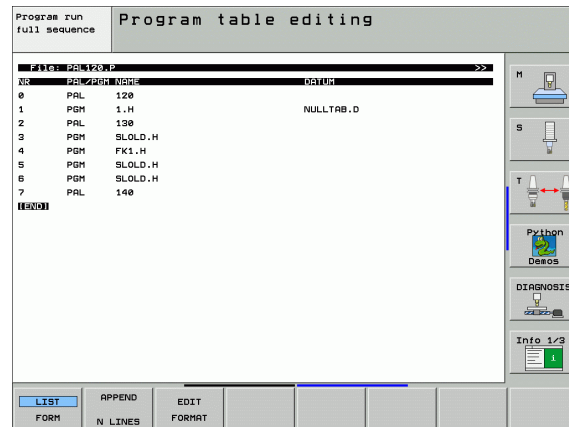 Program run
full sequence
Program table editing
File: PAL120.P >>
NR PAL/PGM NAME DATUM
0 PAL 120
1 PGM 1.H NULLTAB.D
2 PAL 130
3 PGM SLOLD.H
4 PGM FK1.H
5 PGM SLOLD.H
6 PGM SLOLD.H
7 PAL 140
[END]
M
S
T
Python
Demos
DIAGNOSIS
Info 1/3
i
LIST
FORM
APPEND
N LINES
EDIT
FORMAT